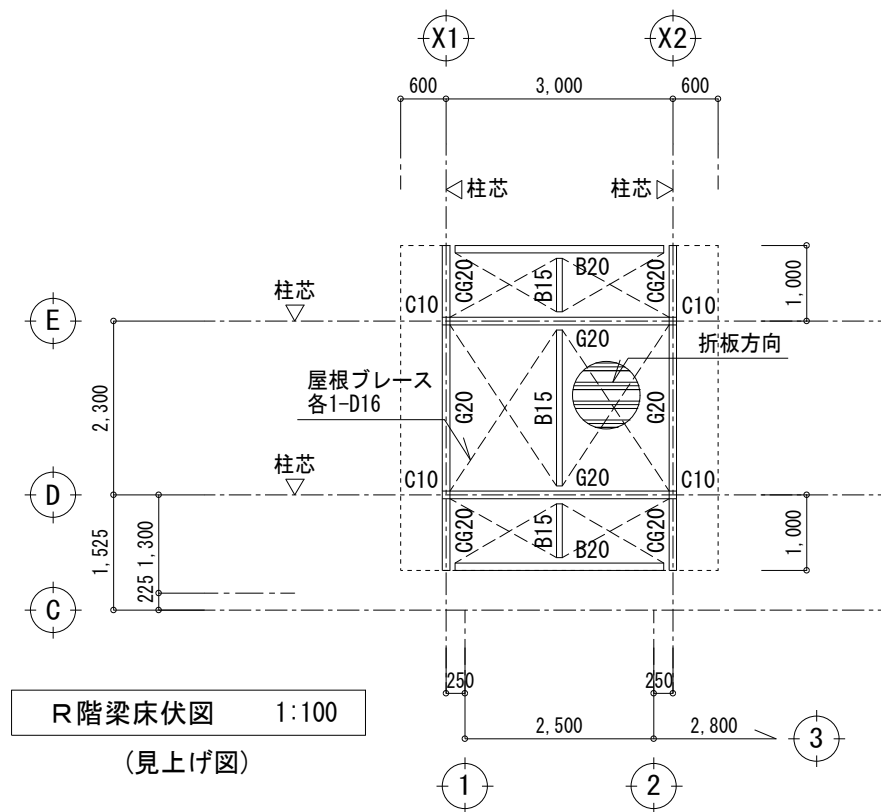 X1 X2
600 3,000 600
柱芯 柱芯
CG20 B15 B20 CG20
1,000
柱芯
C10 C10
E
G20
折板方向
屋根ブレース
各1-D16
2,300
G20 B15 G20
柱芯
G20
C10 C10
D
CG20 B15 CG20
B20
1,000
1,525
1,300
225
C
250 250
R階梁床伏図 1:100
2,500 2,800 3
(見上げ図)
1 2